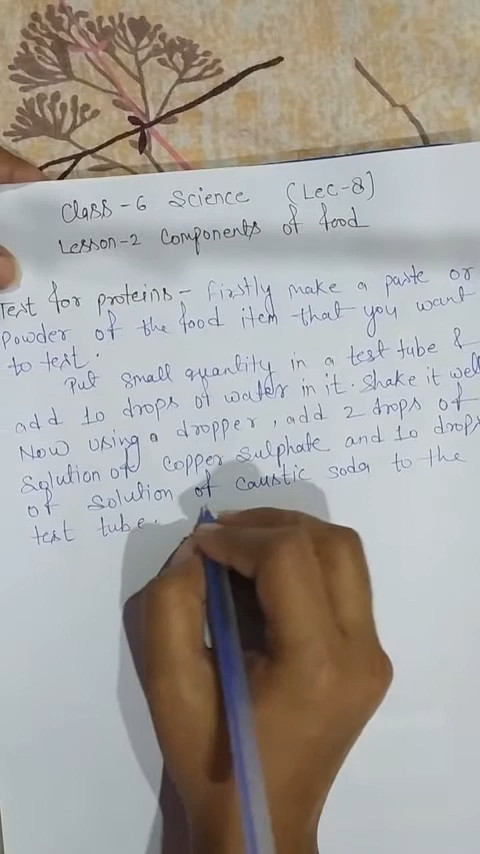 Class-6 Science (Lec-8]
Lesson-2 Components of food
Test for proteins - Firstly make a paste or
powder of the food item that you want
to test.
Put small quantity in a test tube &
add 10 drops of water in it. Shake it well
Now using a dropper, add 2 drops of
Solution of Copper Sulphate and 10 drops
of solution of caustic soda to the
test tube.